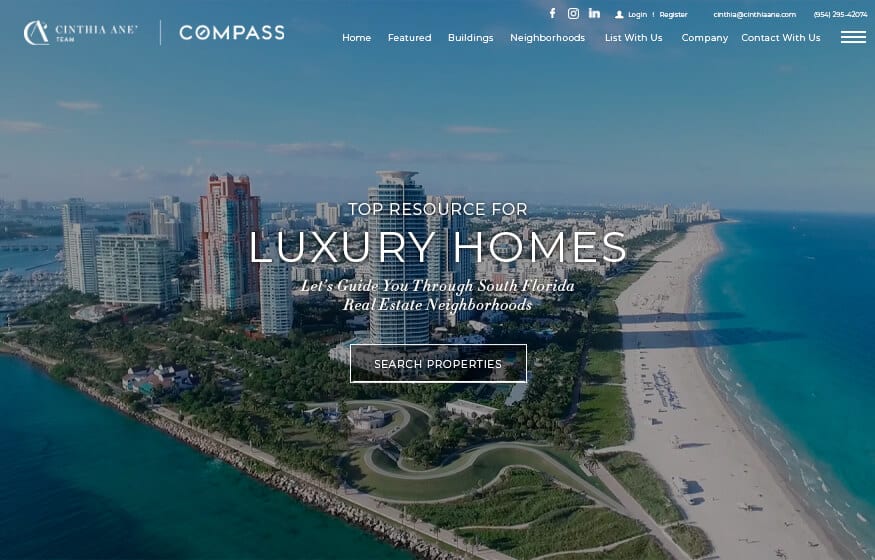 Login | Register cinthia@cinthiaane.com (954) 295-42074
CINTHIA ANE'
TEAM
COMPASS
Home Featured Buildings Neighborhoods List With Us Company Contact With Us
TOP RESOURCE FOR
LUXURY HOMES
Let's Guide You Through South Florida
Real Estate Neighborhoods
SEARCH PROPERTIES